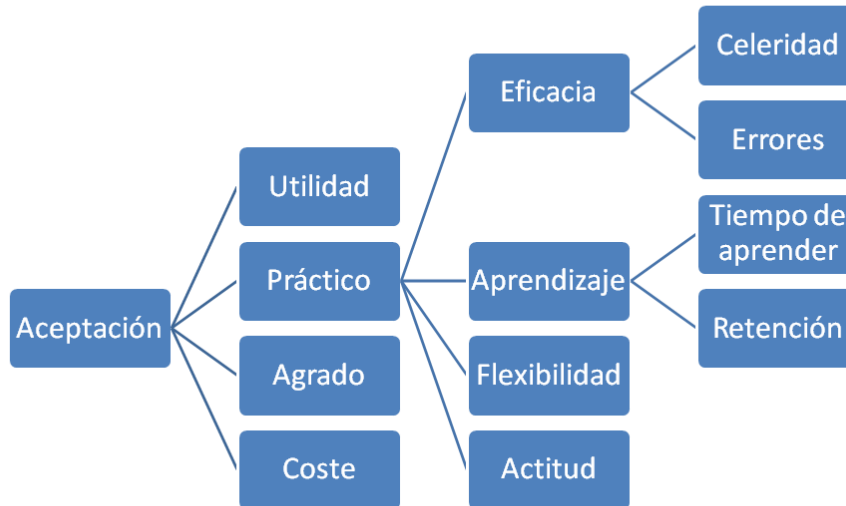 Aceptación
Utilidad
Práctico
Agrado
Coste
Eficacia
Aprendizaje
Flexibilidad
Actitud
Celeridad
Errores
Tiempo de
aprender
Retención